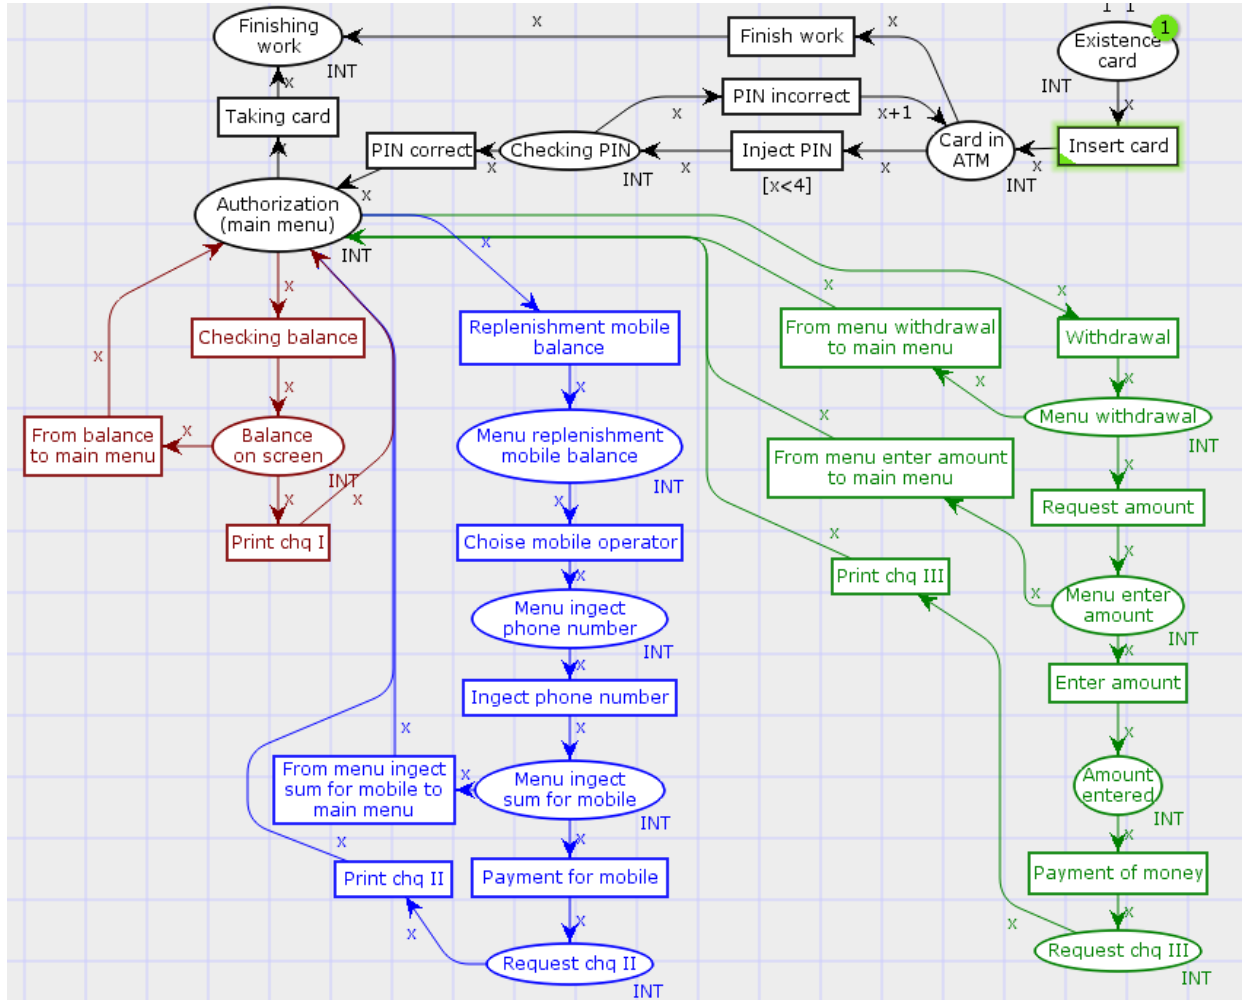 1`1
Finishing
work
INT
x
Finish work
x
Existence
card
1
INT
x
Taking card
x
x
PIN incorrect
x
x+1
PIN correct
x
Checking PIN
INT
x
Inject PIN
[x<4]
x
Card in
ATM
INT
x
Insert card
x
Authorization
(main menu)
INT
x
x
x
x
Checking balance
x
Replenishment mobile
balance
x
From menu withdrawal
to main menu
x
Withdrawal
x
x
From balance
to main menu
x
Balance
on screen
INT
x
x
Menu replenishment
mobile balance
INT
x
Menu withdrawal
INT
x
x
From menu enter amount
to main menu
Print chq I
Choise mobile operator
x
Request amount
x
x
Print chq III
Menu ingect
phone number
INT
x
Menu enter
amount
INT
x
x
Ingect phone number
x
Enter amount
x
x
From menu ingect
sum for mobile to
main menu
x
Menu ingect
sum for mobile
INT
x
Amount
entered
INT
x
x
Print chq II
Payment for mobile
x
Payment of money
x
x
x
Request chq II
INT
Request chq III
INT